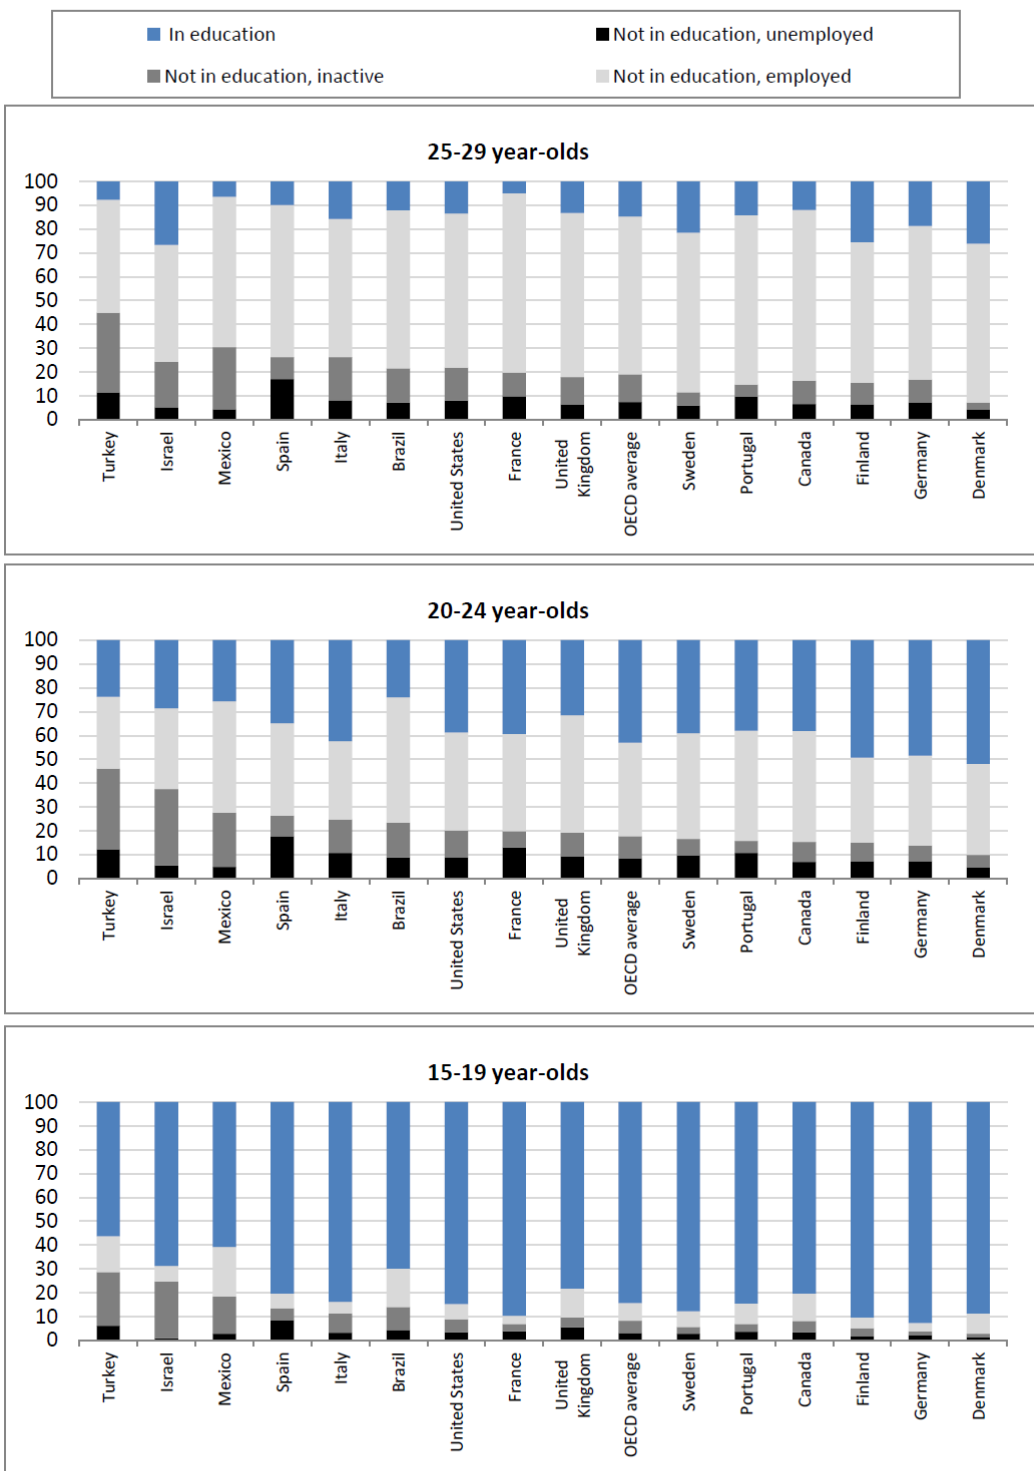 In education
Not in education, unemployed
Not in education, inactive
Not in education, employed
25-29 year-olds
100
90
80
70
60
50
40
30
20
10
0
Turkey
Israel
Mexico
Spain
Italy
Brazil
United States
France
United
Kingdom
OECD average
Sweden
Portugal
Canada
Finland
Germany
Denmark
20-24 year-olds
100
90
80
70
60
50
40
30
20
10
0
Turkey
Israel
Mexico
Spain
Italy
Brazil
United States
France
United
Kingdom
OECD average
Sweden
Portugal
Canada
Finland
Germany
Denmark
15-19 year-olds
100
90
80
70
60
50
40
30
20
10
0
Turkey
Israel
Mexico
Spain
Italy
Brazil
United States
France
United
Kingdom
OECD average
Sweden
Portugal
Canada
Finland
Germany
Denmark